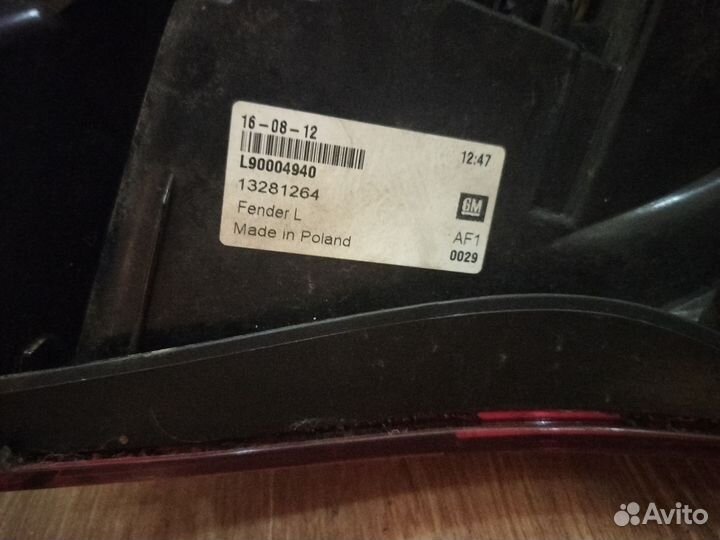 16-08-12
12:47
L90004940
13281264
GM
Fender L
AF1
Made in Poland
0029
Avito